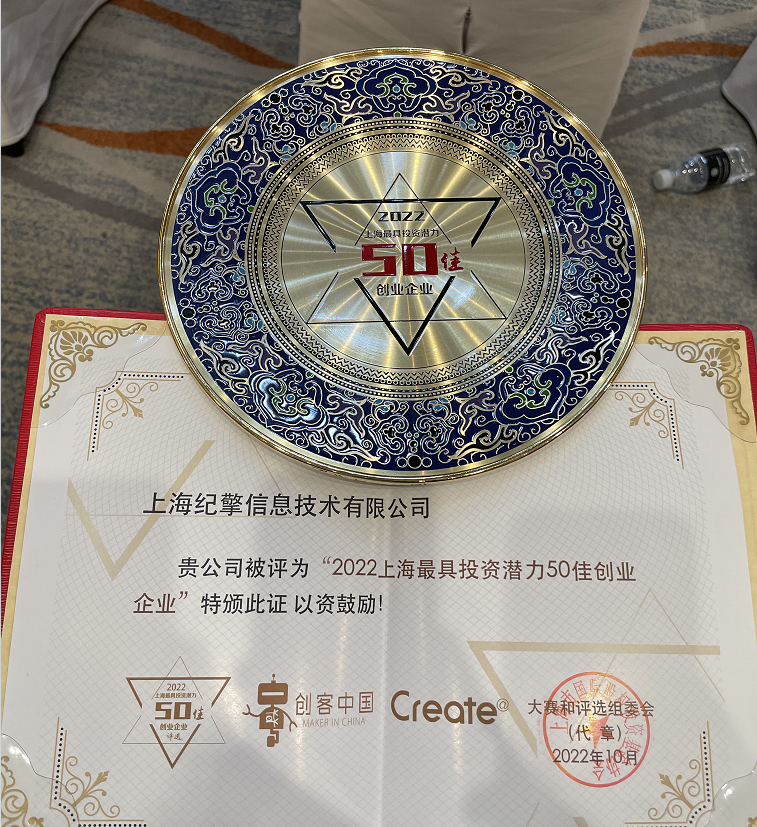 2022
上海最具投资潜力
50佳
创业企业
上海纪擎信息技术有限公司
贵公司被评为“2022上海最具投资潜力50佳创业
企业”特颁此证 以资鼓励！
2022
上海最具投资潜力
50佳
创业企业
评选
创客中国
MAKER IN CHINA
Create@
大赛和评选组委会
（代 章）
2022年10月